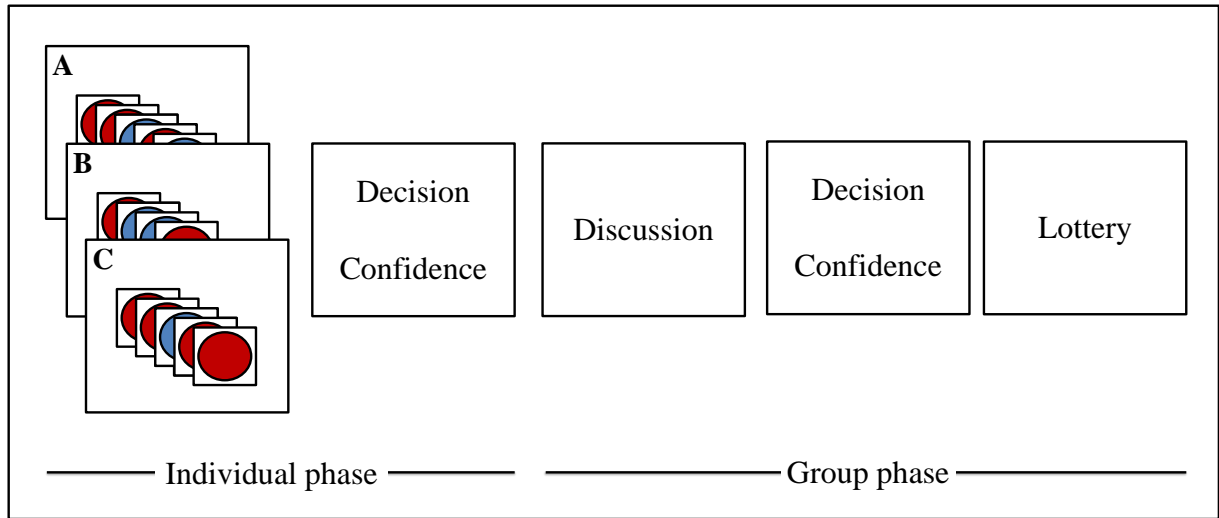 A
B
C
Decision
Confidence
Discussion
Decision
Confidence
Lottery
Individual phase
Group phase